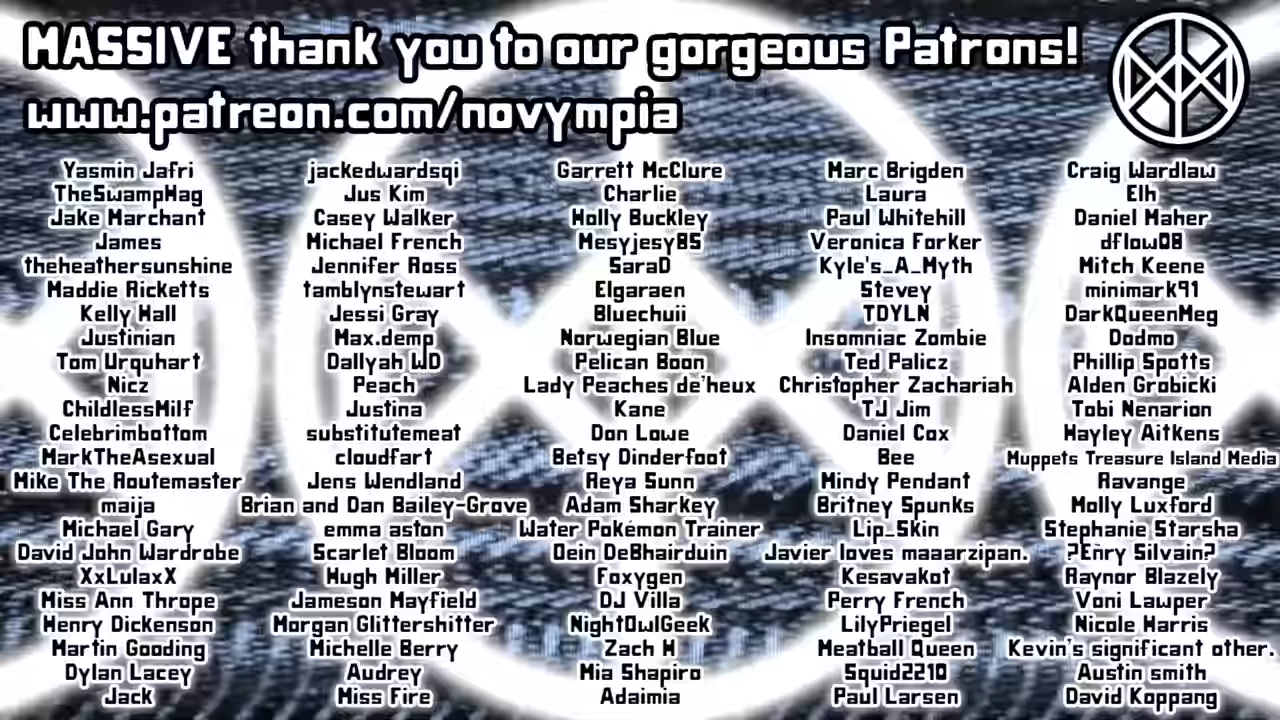 MASSIVE thank you to our gorgeous Patrons!
www.patreon.com/novympia
Yasmin Jafri
TheSwampHag
Jake Marchant
James
theheathersunshine
Maddie Ricketts
Kelly Hall
Justinian
Tom Urquhart
Nicz
ChildlessMilf
Celebrimbottom
MarkTheAsexual
Mike The Routemaster
maija
Michael Gary
David John Wardrobe
XxLulaxX
Miss Ann Thrope
Henry Dickenson
Martin Gooding
Dylan Lacey
Jack
jackedwardsqi
Jus Kim
Casey Walker
Michael French
Jennifer Ross
tamblynstewart
Jessi Gray
Max.demp
Dallyah WD
Peach
Justina
substitutemeat
cloudfart
Jens Wendland
Brian and Dan Bailey-Grove
emma aston
Scarlet Bloom
Hugh Miller
Jameson Mayfield
Morgan Glittershitter
Michelle Berry
Audrey
Miss Fire
Garrett McClure
Charlie
Holly Buckley
Mesyjesy85
SaraD
Elgaraen
Bluechuii
Norwegian Blue
Pelican Boon
Lady Peaches de'heux
Kane
Don Lowe
Betsy Dinderfoot
Reya Sunn
Adam Sharkey
Water Pokémon Trainer
Oein DeBhairduin
Foxygen
DJ Villa
NightOwlGeek
Zach H
Mia Shapiro
Adaimia
Marc Brigden
Laura
Paul Whitehill
Veronica Forker
Kyle's_A_Myth
Stevey
TDYLN
Insomniac Zombie
Ted Palicz
Christopher Zachariah
TJ Jim
Daniel Cox
Bee
Mindy Pendant
Britney Spunks
Lip_Skin
Javier loves maaarzipan.
Kesavakot
Perry French
LilyPriegel
Meatball Queen
Squid2210
Paul Larsen
Craig Wardlaw
Elh
Daniel Maher
dflow08
Mitch Keene
minimark91
DarkQueenMeg
Dodmo
Phillip Spotts
Alden Grobicki
Tobi Nenarion
Hayley Aitkens
Muppets Treasure Island Media
Ravange
Molly Luxford
Stephanie Starsha
?Enry Silvain?
Raynor Blazely
Voni Lawper
Nicole Harris
Kevin's significant other.
Austin smith
David Koppang